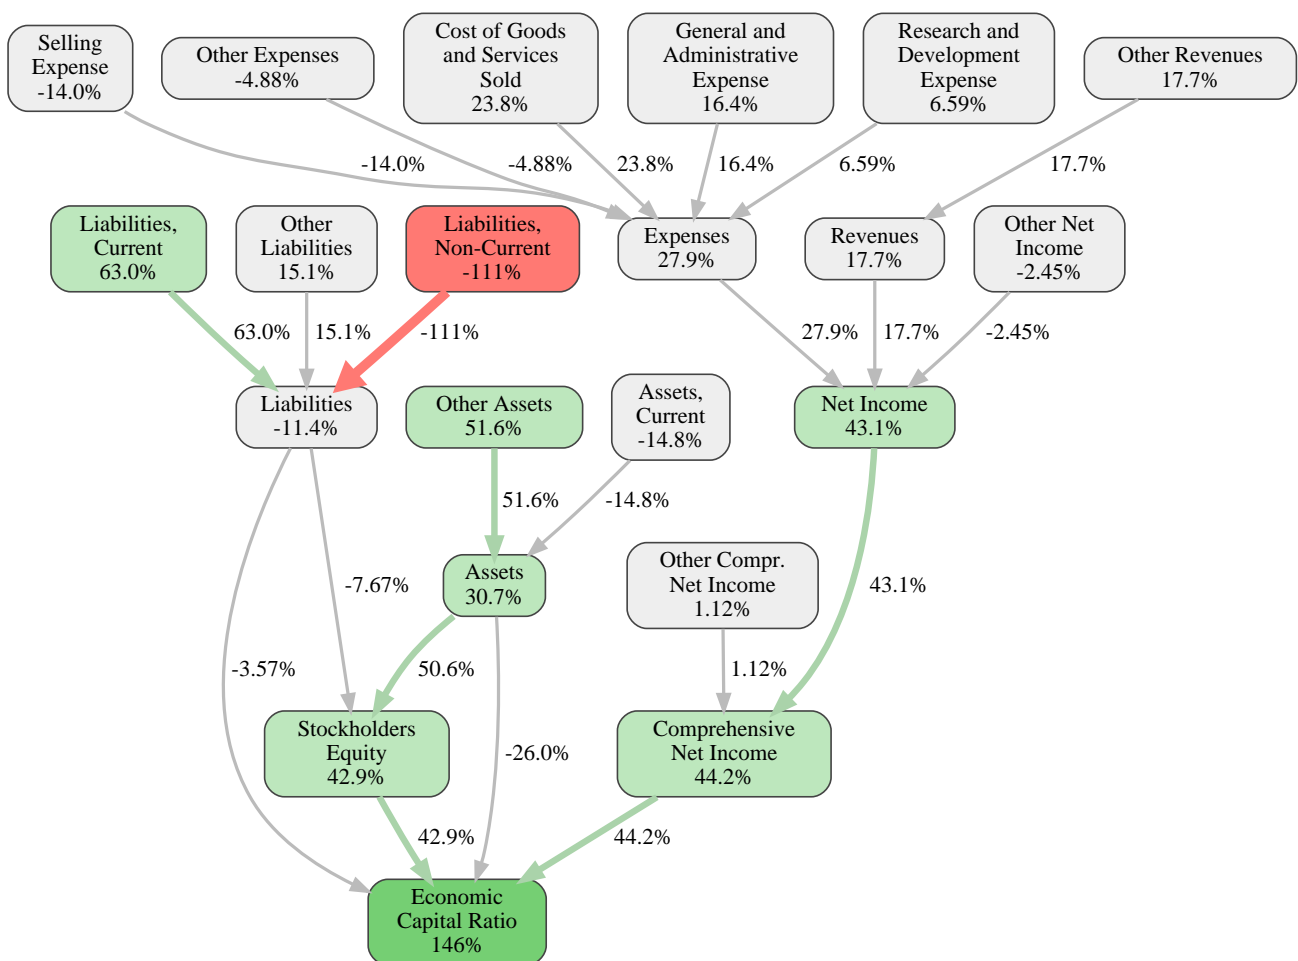 Selling
Expense
-14.0%
Other Expenses
-4.88%
Cost of Goods
and Services
Sold
23.8%
General and
Administrative
Expense
16.4%
Research and
Development
Expense
6.59%
Other Revenues
17.7%
-14.0%
-4.88%
23.8%
16.4%
6.59%
17.7%
Liabilities,
Current
63.0%
Other
Liabilities
15.1%
Liabilities,
Non-Current
-111%
Expenses
27.9%
Revenues
17.7%
Other Net
Income
-2.45%
63.0%
15.1%
-111%
27.9%
17.7%
-2.45%
Liabilities
-11.4%
Other Assets
51.6%
Assets,
Current
-14.8%
Net Income
43.1%
51.6%
-14.8%
Assets
30.7%
Other Compr.
Net Income
1.12%
-7.67%
43.1%
-3.57%
50.6%
1.12%
Stockholders
Equity
42.9%
-26.0%
Comprehensive
Net Income
44.2%
42.9%
44.2%
Economic
Capital Ratio
146%